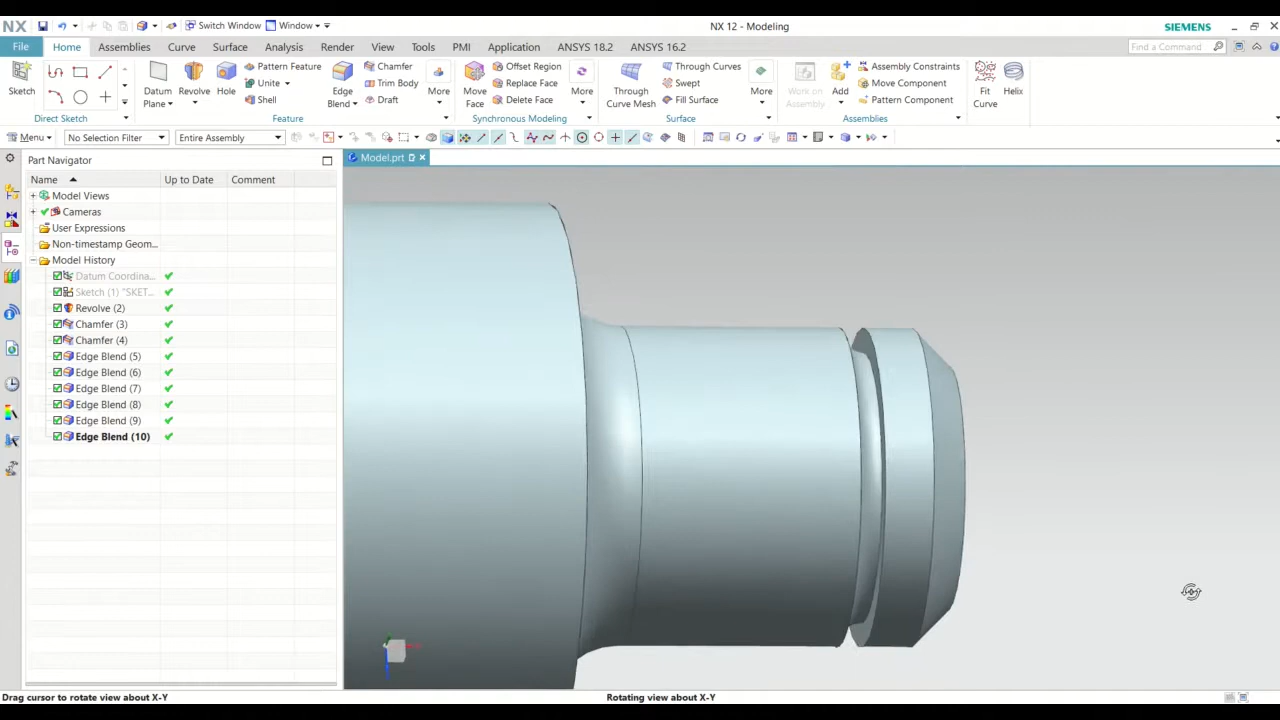 NX
Switch Window
Window
NX 12 - Modeling
SIEMENS
File
Home
Assemblies
Curve
Surface
Analysis
Render
View
Tools
PMI
Application
ANSYS 18.2
ANSYS 16.2
Find a Command
Sketch
Direct Sketch
Datum Plane
Revolve
Hole
Pattern Feature
Unite
Shell
Edge Blend
Chamfer
Trim Body
Draft
More
Feature
Move Face
Offset Region
Replace Face
Delete Face
More
Synchronous Modeling
Through Curve Mesh
Through Curves
Swept
Fill Surface
More
Surface
Work on Assembly
Add
Assembly Constraints
Move Component
Pattern Component
Assemblies
Fit Curve
Helix
Menu
No Selection Filter
Entire Assembly
Part Navigator
Model.prt
Name
Up to Date
Comment
Model Views
Cameras
User Expressions
Non-timestamp Geom...
Model History
Datum Coordina...
Sketch (1) "SKET...
Revolve (2)
Chamfer (3)
Chamfer (4)
Edge Blend (5)
Edge Blend (6)
Edge Blend (7)
Edge Blend (8)
Edge Blend (9)
Edge Blend (10)
Drag cursor to rotate view about X-Y
Rotating view about X-Y